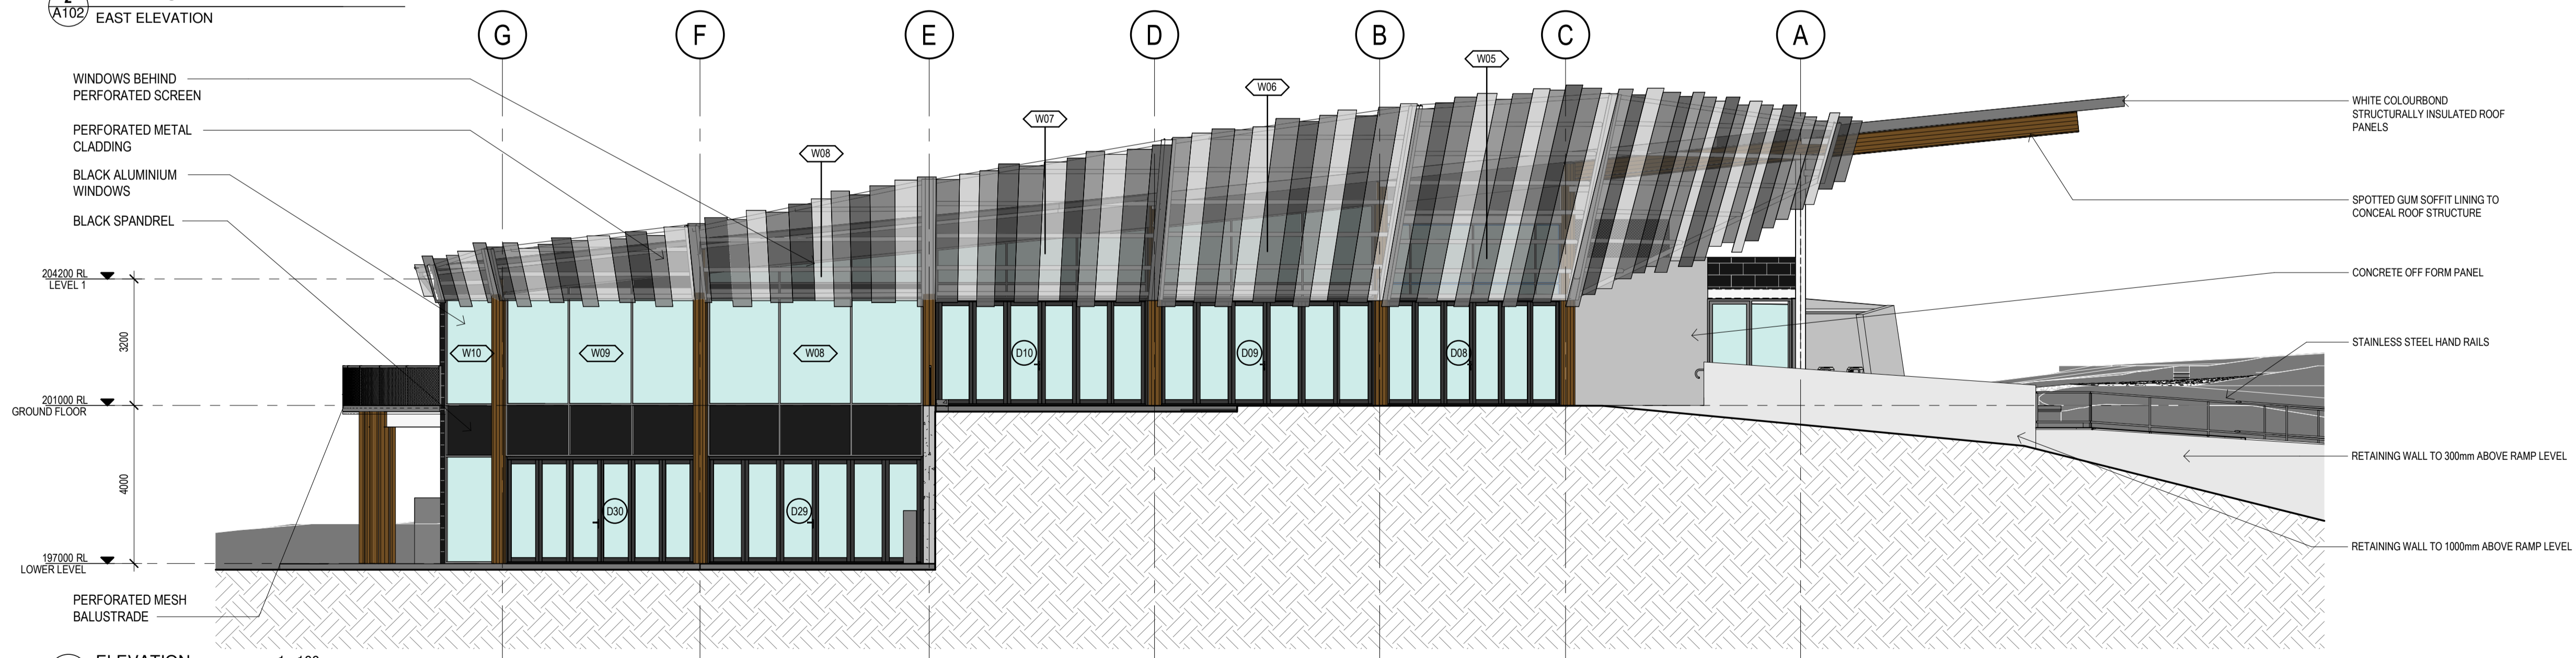 2
A102
EAST ELEVATION
G
F
E
D
B
C
A
WINDOWS BEHIND
PERFORATED SCREEN
PERFORATED METAL
CLADDING
BLACK ALUMINIUM
WINDOWS
BLACK SPANDREL
W08
W07
W06
W05
WHITE COLOURBOND
STRUCTURALLY INSULATED ROOF
PANELS
SPOTTED GUM SOFFIT LINING TO
CONCEAL ROOF STRUCTURE
CONCRETE OFF FORM PANEL
STAINLESS STEEL HAND RAILS
RETAINING WALL TO 300mm ABOVE RAMP LEVEL
RETAINING WALL TO 1000mm ABOVE RAMP LEVEL
204200 RL
LEVEL 1
3200
201000 RL
GROUND FLOOR
4000
197000 RL
LOWER LEVEL
W10
W09
W08
D10
D09
D08
D30
D29
PERFORATED MESH
BALUSTRADE
ELEVATION